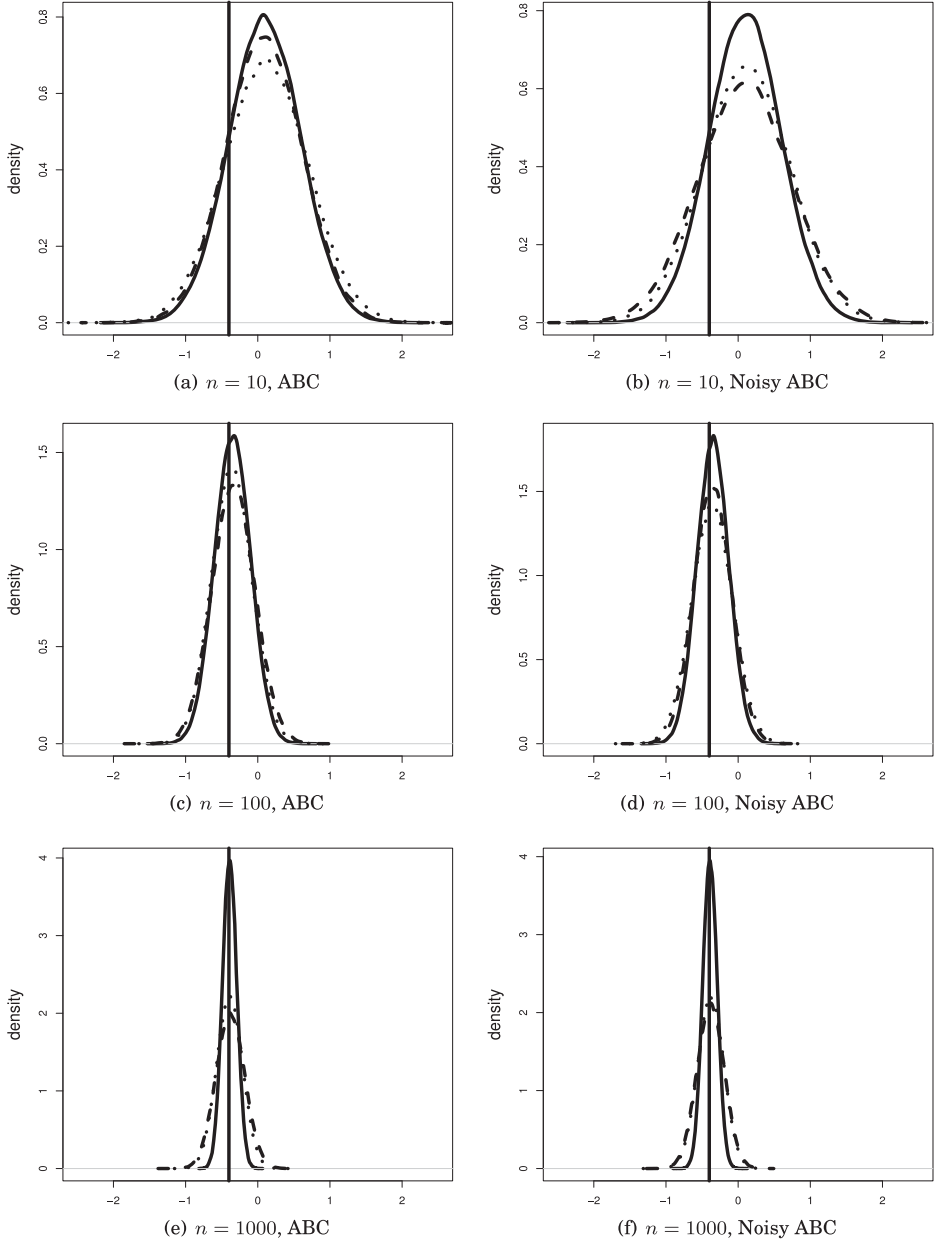 density
0.0 0.2 0.4 0.6 0.8
−2 −1 0 1 2
(a) n = 10, ABC
density
0.0 0.2 0.4 0.6 0.8
−2 −1 0 1 2
(b) n = 10, Noisy ABC
density
0.0 0.5 1.0 1.5
−2 −1 0 1 2
(c) n = 100, ABC
density
0.0 0.5 1.0 1.5
−2 −1 0 1 2
(d) n = 100, Noisy ABC
density
0 1 2 3 4
−2 −1 0 1 2
(e) n = 1000, ABC
density
0 1 2 3 4
−2 −1 0 1 2
(f) n = 1000, Noisy ABC